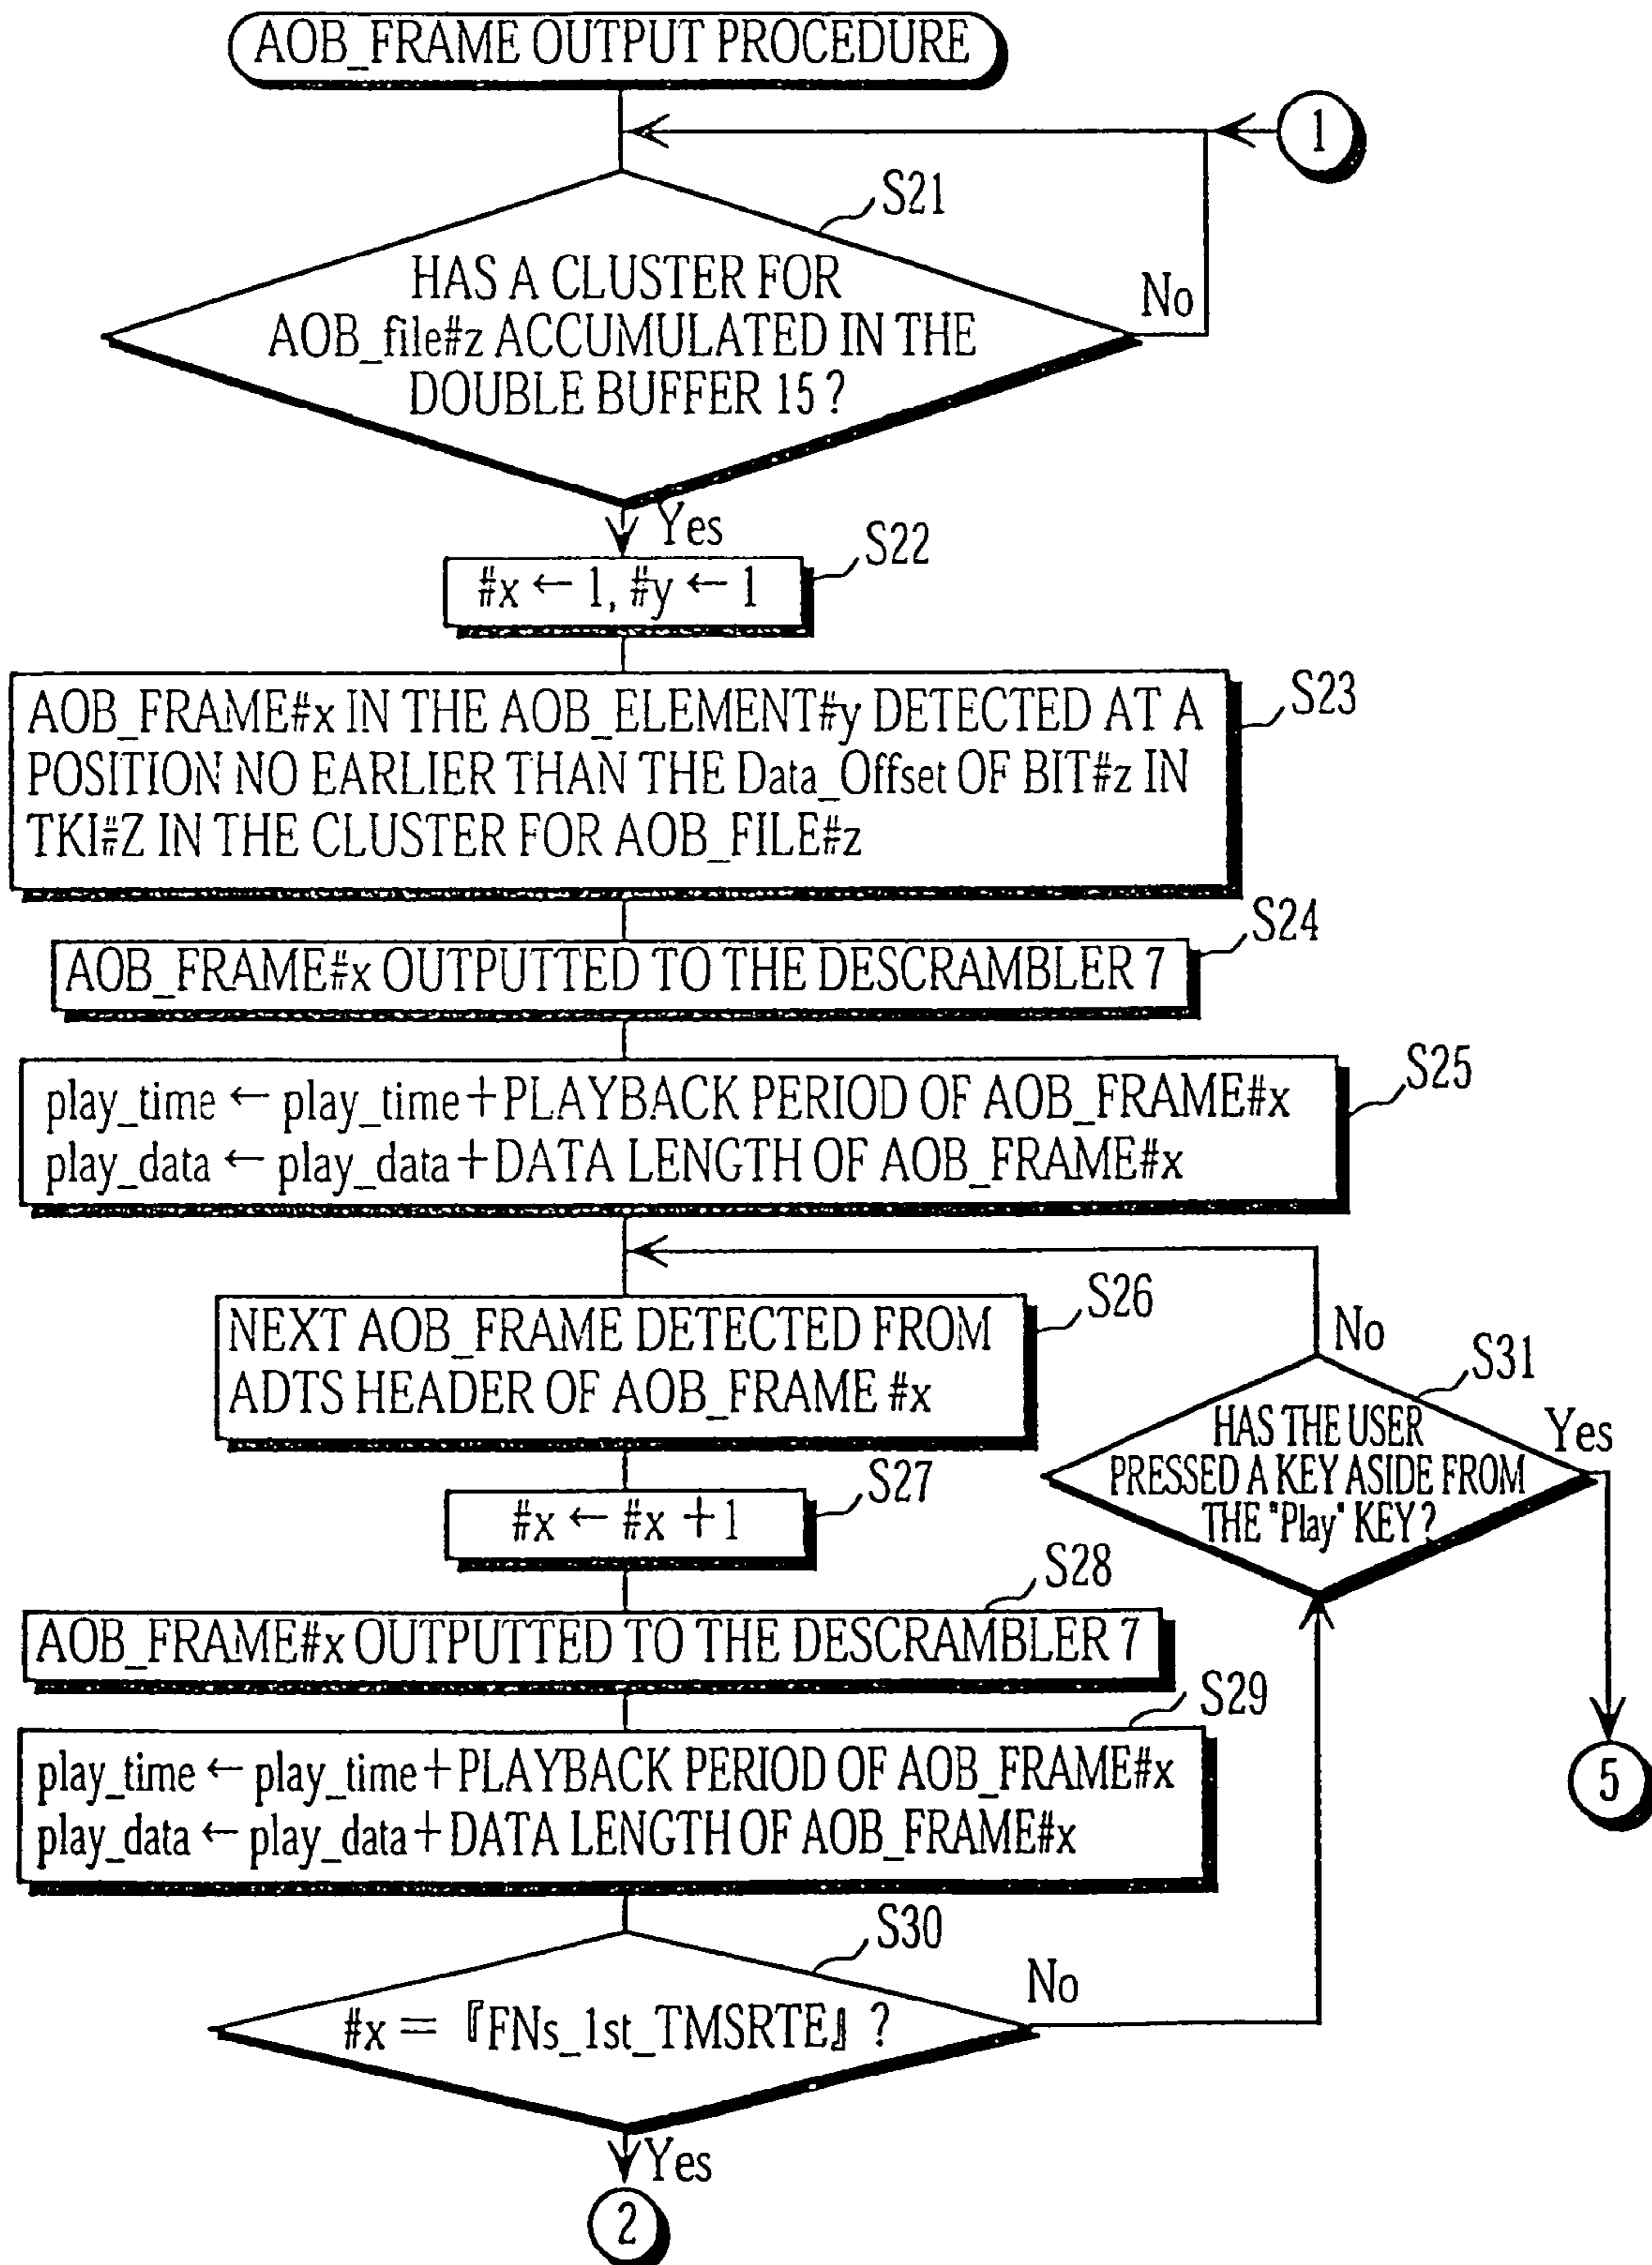 AOB_FRAME OUTPUT PROCEDURE
1
S21
HAS A CLUSTER FOR
AOB_file#z ACCUMULATED IN THE
DOUBLE BUFFER 15?
No
Yes
S22
#x ← 1, #y ← 1
S23
AOB_FRAME#x IN THE AOB_ELEMENT#y DETECTED AT A
POSITION NO EARLIER THAN THE Data_Offset OF BIT#z IN
TKI#Z IN THE CLUSTER FOR AOB_FILE#z
S24
AOB_FRAME#x OUTPUTTED TO THE DESCRAMBLER 7
S25
play_time ← play_time+PLAYBACK PERIOD OF AOB_FRAME#x
play_data ← play_data+DATA LENGTH OF AOB_FRAME#x
S26
NEXT AOB_FRAME DETECTED FROM
ADTS HEADER OF AOB_FRAME #x
No
S31
HAS THE USER
PRESSED A KEY ASIDE FROM
THE "Play" KEY?
Yes
S27
#x ← #x +1
S28
AOB_FRAME#x OUTPUTTED TO THE DESCRAMBLER 7
S29
play_time ← play_time+PLAYBACK PERIOD OF AOB_FRAME#x
play_data ← play_data+DATA LENGTH OF AOB_FRAME#x
5
S30
#x = 『FNs_1st_TMSRTE』?
No
Yes
2